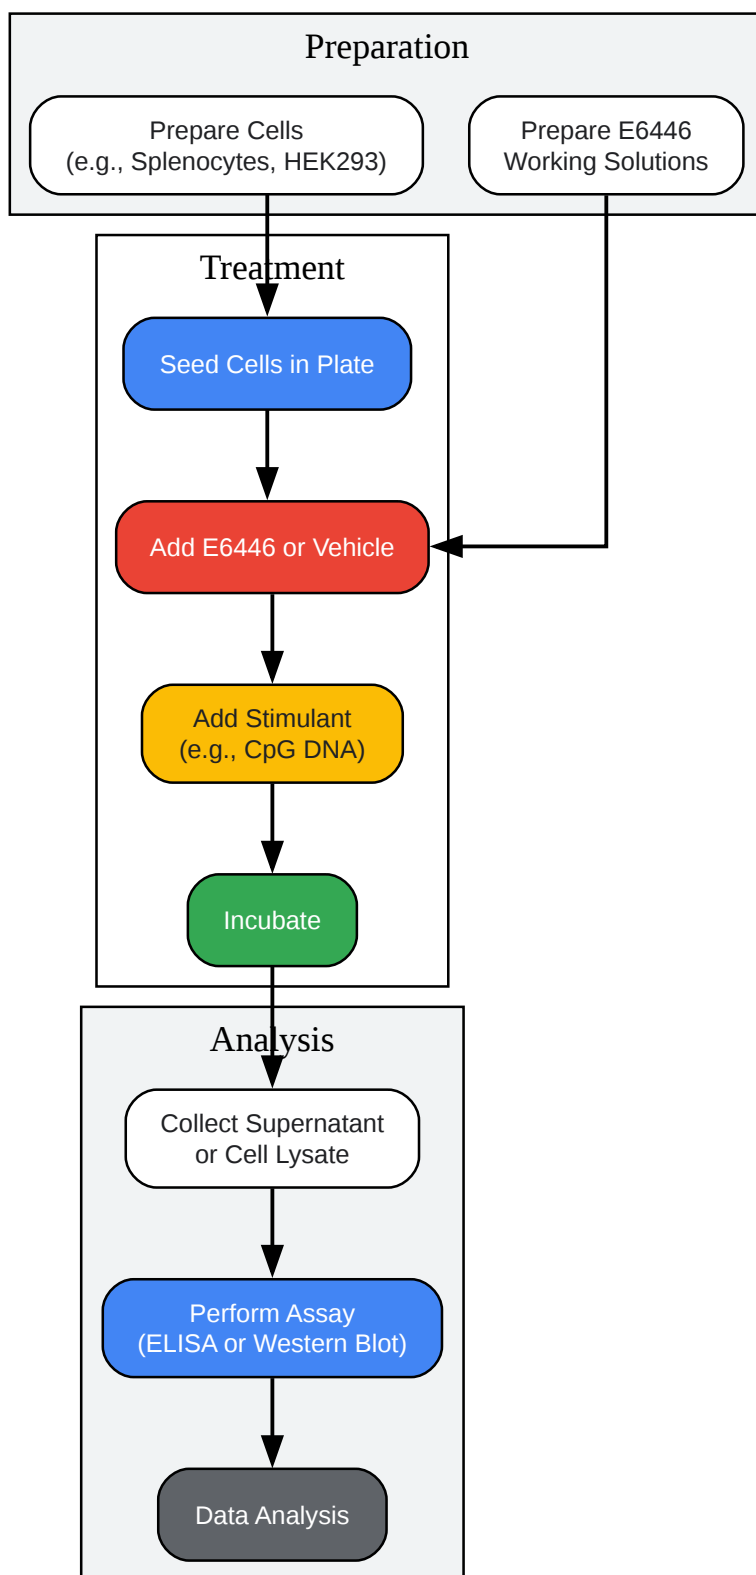 Preparation
Prepare Cells
(e.g., Splenocytes, HEK293)
Prepare E6446
Working Solutions
Treatment
Seed Cells in Plate
Add E6446 or Vehicle
Add Stimulant
(e.g., CpG DNA)
Incubate
Analysis
Collect Supernatant
or Cell Lysate
Perform Assay
(ELISA or Western Blot)
Data Analysis